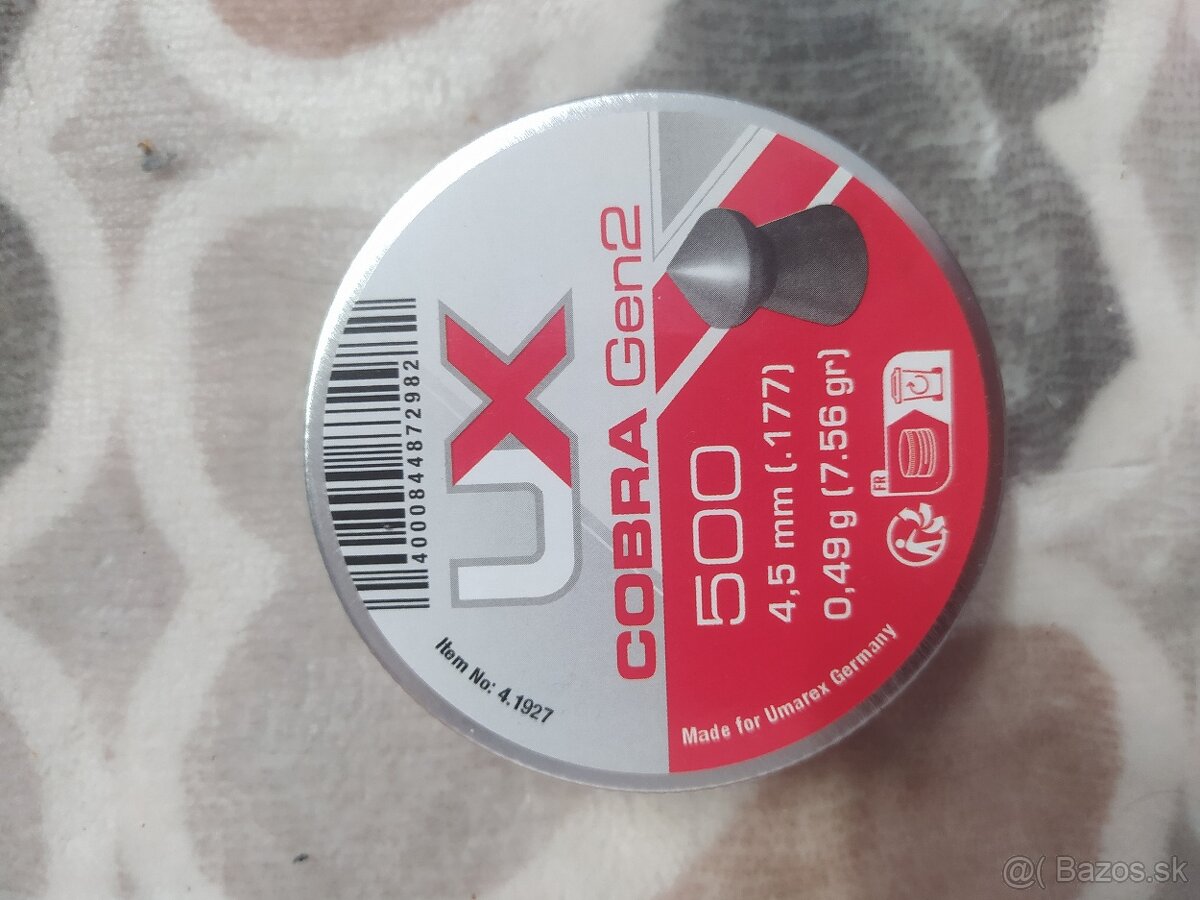 4000844872982
UX
COBRA Gen2
500
4,5 mm (.177)
0,49 g (7.56 gr)
FR
Item No: 4.1927
Made for Umarex Germany
@( Bazos.sk